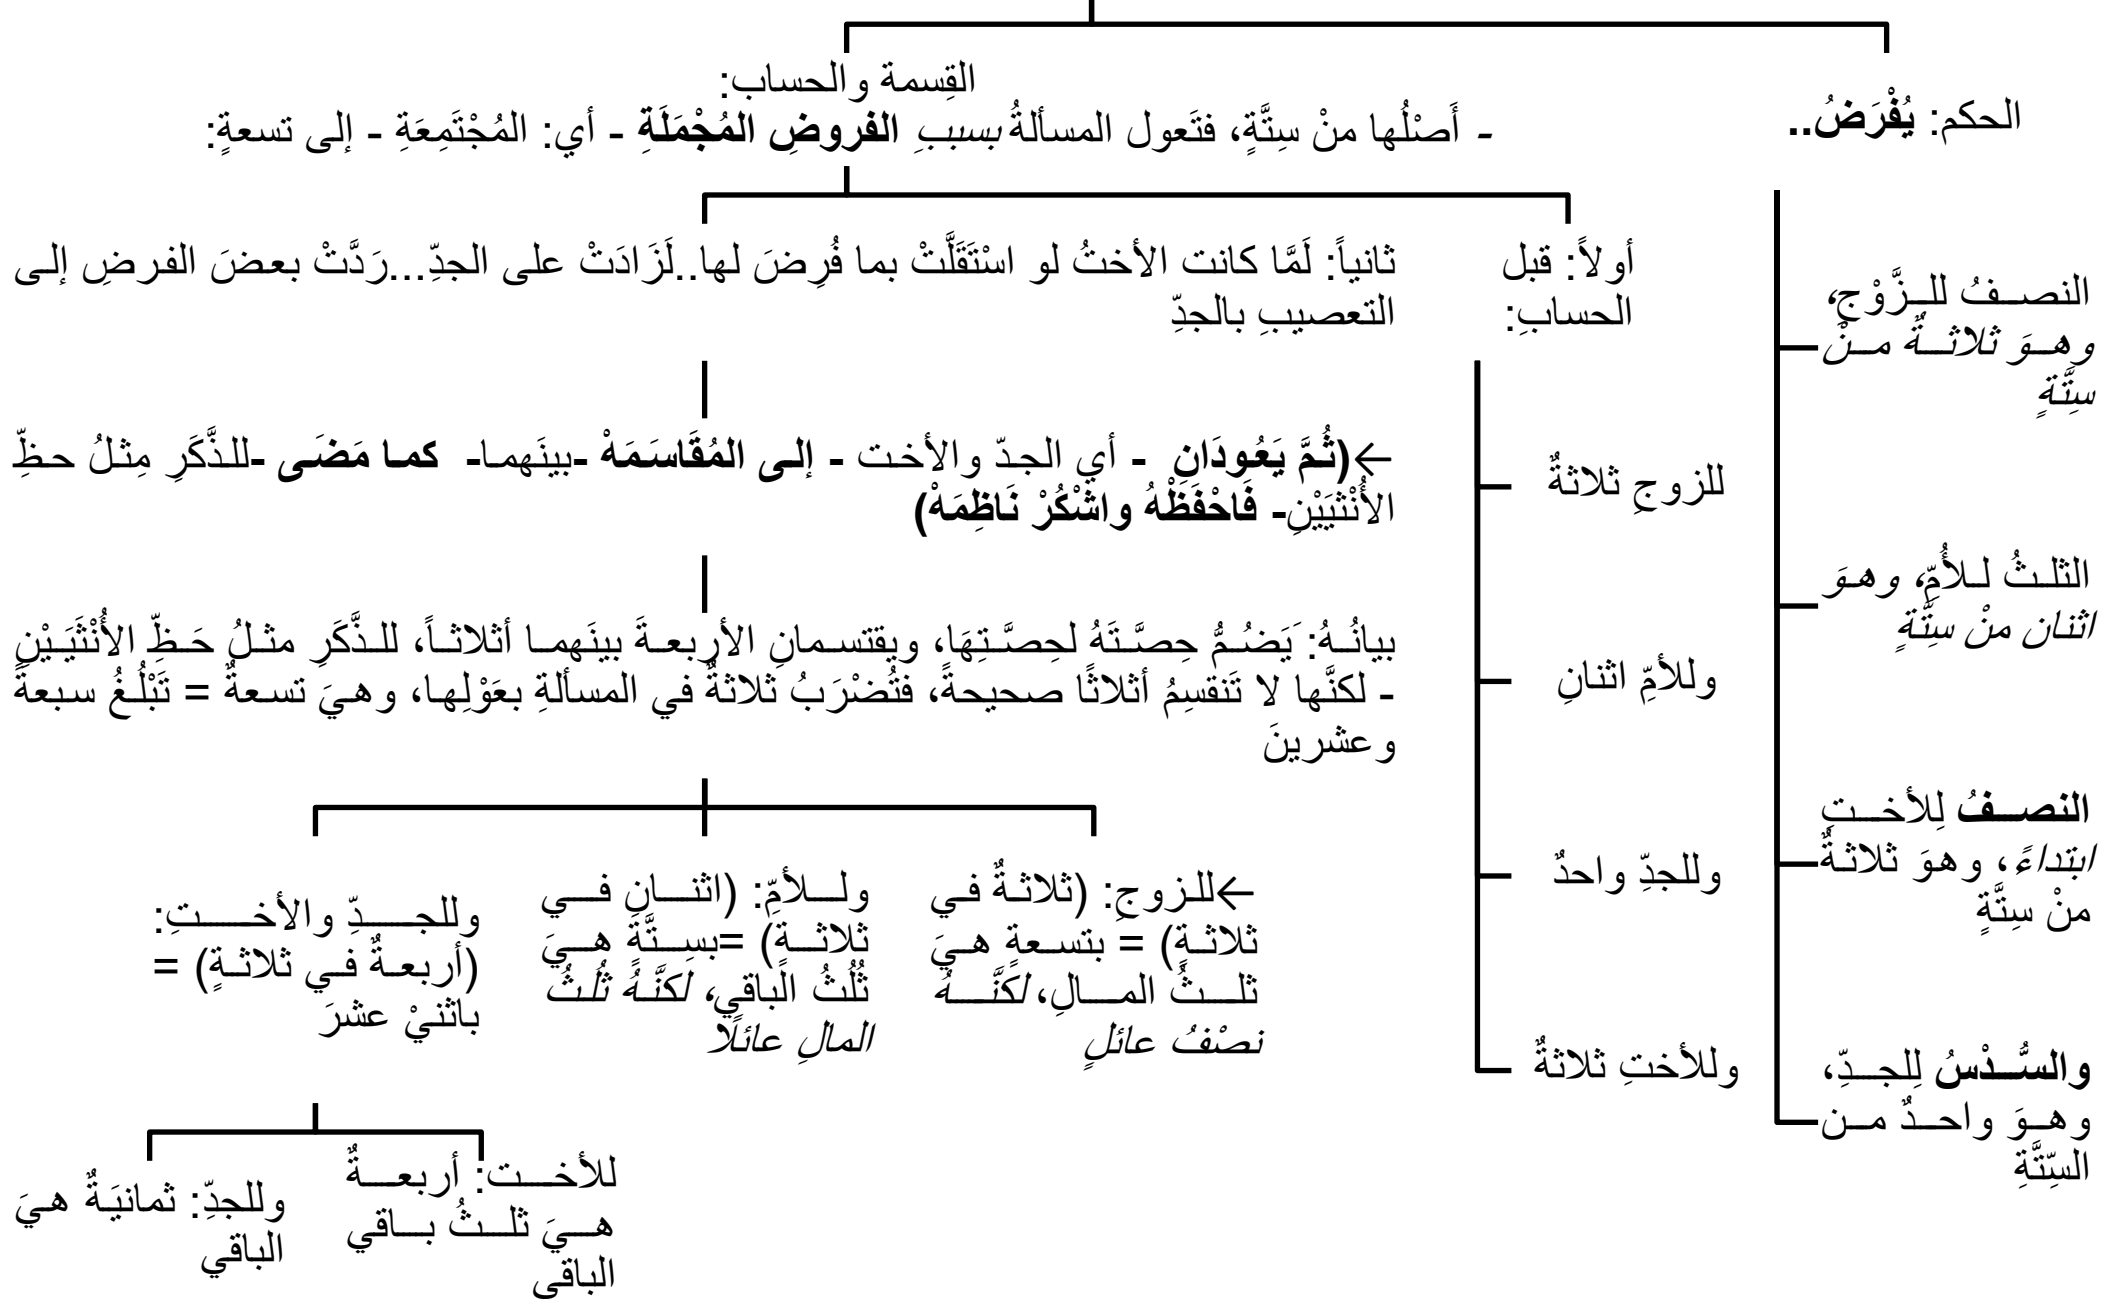 الحكم: يُفْرَضُ..
النصفُ للزَّوْجِ،
وهوَ ثلاثةٌ منْ
سِتَّةٍ
الثلثُ للأُمِّ، وهوَ
اثنان منْ سِتَّةٍ
النصفُ لِلأختِ
ابتداءً، وهوَ ثلاثةٌ
منْ سِتَّةٍ
والسُّدْسُ لِلجدِّ،
وهوَ واحدٌ من
السِّتَّةِ
القِسمة والحساب:
- أَصْلُها منْ سِتَّةٍ، فتَعول المسألةُ بسببِ الفروضِ المُجْمَلَةِ - أي: المُجْتَمِعَةِ - إلى تسعةٍ:
أولاً: قبل
الحسابِ:
للزوجِ ثلاثةٌ
وللأمِّ اثنانِ
وللجدِّ واحدٌ
وللأختِ ثلاثةٌ
ثانياً: لَمَّا كانت الأختُ لو اسْتَقَلَّتْ بما فُرِضَ لها..لَزَادَتْ على الجدِّ...رَدَّتْ بعضَ الفرضِ إلى
التعصيبِ بالجدِّ
←(ثُمَّ يَعُودَانِ - أي الجدّ والأخت - إلى المُقَاسَمَهْ -بينَهما- كما مَضَى -للذَّكَرِ مِثلُ حظِّ
الأُنْثيَيْنِ- فَاحْفَظْهُ واشْكُرْ نَاظِمَهْ)
بيانُهُ: يَضُمُّ حِصَّتَهُ لحِصَّتِهَا، ويقتسمانِ الأربعةَ بينَهما أثلاثاً، للذَّكَرِ مثلُ حَظِّ الأُنْثَيَيْنِ
- لكنَّها لا تَنقسِمُ أثلاثًا صحيحةً، فتُضْرَبُ ثلاثةٌ في المسألةِ بعَوْلِها، وهيَ تسعةٌ = تَبْلُغُ سبعةً
وعشرينَ
←للزوجِ: (ثلاثةٌ في
ثلاثةٍ) = بتسعةٍ هيَ
ثلثُ المالِ، لكنَّهُ
نصْفُ عائلٍ
وللأمِّ: (اثنانِ في
ثلاثةٍ) =بسِتَّةٍ هيَ
ثُلُثُ الباقي، لكنَّهُ ثُلثُ
المالِ عائلًا
وللجدِّ والأختِ:
(أربعةٌ في ثلاثةٍ) =
باثنيْ عشرَ
للأخت: أربعةٌ
هيَ ثلثُ باقي
الباقي
وللجدِّ: ثمانيَةٌ هيَ
الباقي